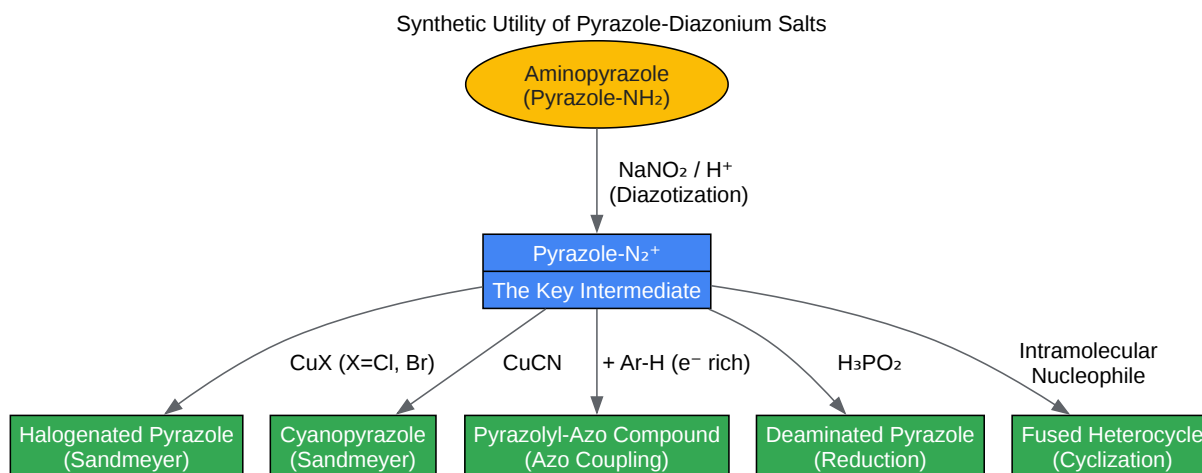 Synthetic Utility of Pyrazole-Diazonium Salts
Aminopyrazole
(Pyrazole-NH₂)
NaNO₂ / H⁺
(Diazotization)
Pyrazole-N₂⁺
The Key Intermediate
CuX (X=Cl, Br)
CuCN
+ Ar-H (e⁻ rich)
H₃PO₂
Intramolecular
Nucleophile
Halogenated Pyrazole
(Sandmeyer)
Cyanopyrazole
(Sandmeyer)
Pyrazolyl-Azo Compound
(Azo Coupling)
Deaminated Pyrazole
(Reduction)
Fused Heterocycle
(Cyclization)